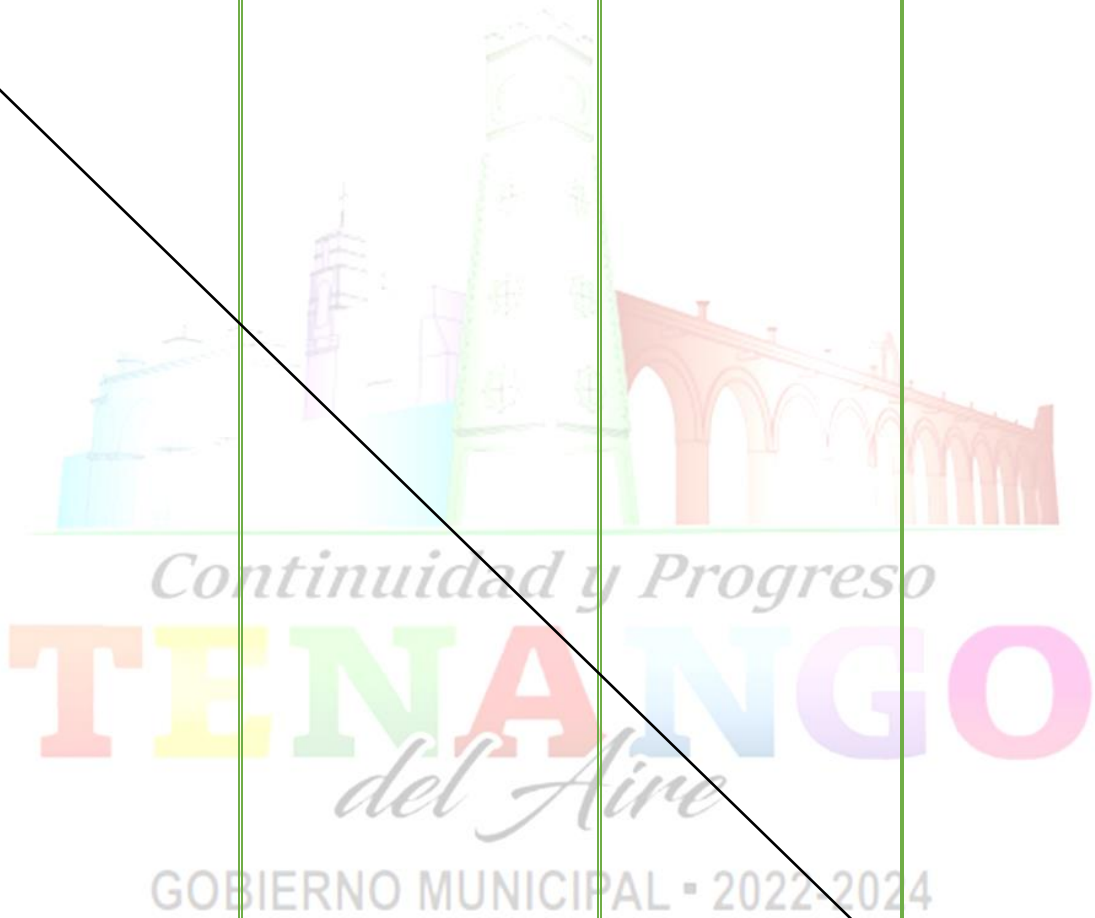 Continuidad y Progreso
TENANGO
del Aire
GOBIERNO MUNICIPAL ▪ 2022-2024